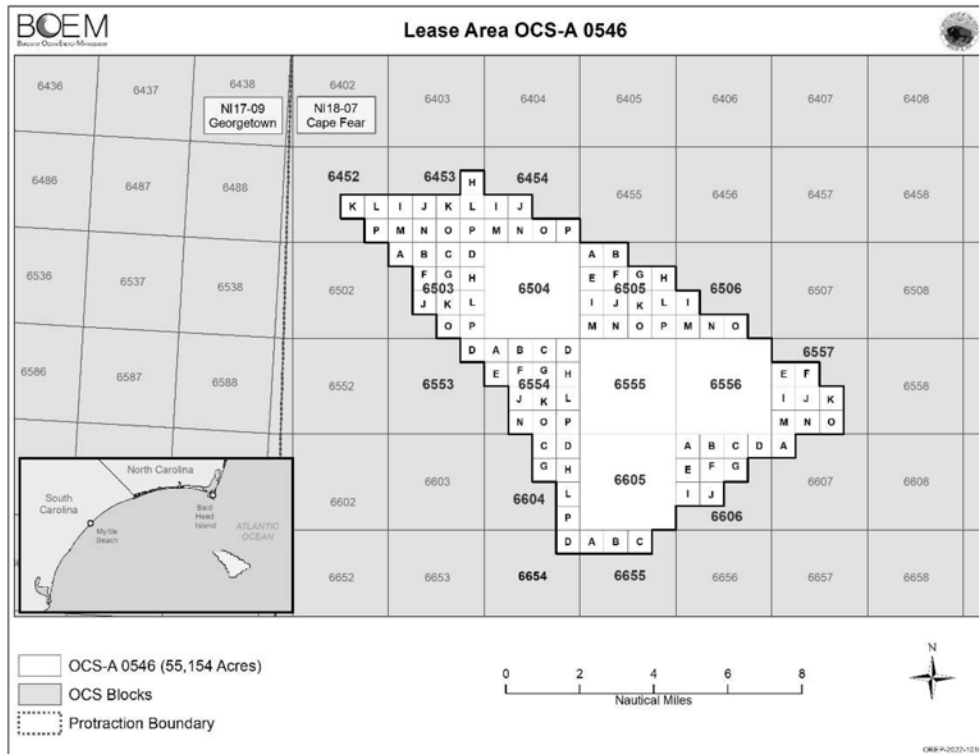 BOEM
BUREAU OF OCEAN ENERGY MANAGEMENT
Lease Area OCS-A 0546
6436 6437 6438 6402 6403 6404 6405 6406 6407 6408
NI17-09 Georgetown
NI18-07 Cape Fear
6486 6487 6488 6452 6453 6454 6455 6456 6457 6458
H
K L I J K L I J
P M N O P M N O P
A B C D A B
F G H E F G H
6536 6537 6538 6502 6503 6504 6505 6506 6507 6508
J K L I J K L I
O P M N O P M N O
D A B C D 6557
E F G H E F
6586 6587 6588 6552 6553 6554 6555 6556 6558
J K L I J K
N O P M N O
C D A B C D A
G H E F G
6602 6603 6604 6605 6606 6607 6608
L I J
P
D A B C
6652 6653 6654 6655 6656 6657 6658
North Carolina
South Carolina
Bald Head Island
Myrtle Beach
ATLANTIC OCEAN
OCS-A 0546 (55,154 Acres)
OCS Blocks
Protraction Boundary
0 2 4 6 8
Nautical Miles
N